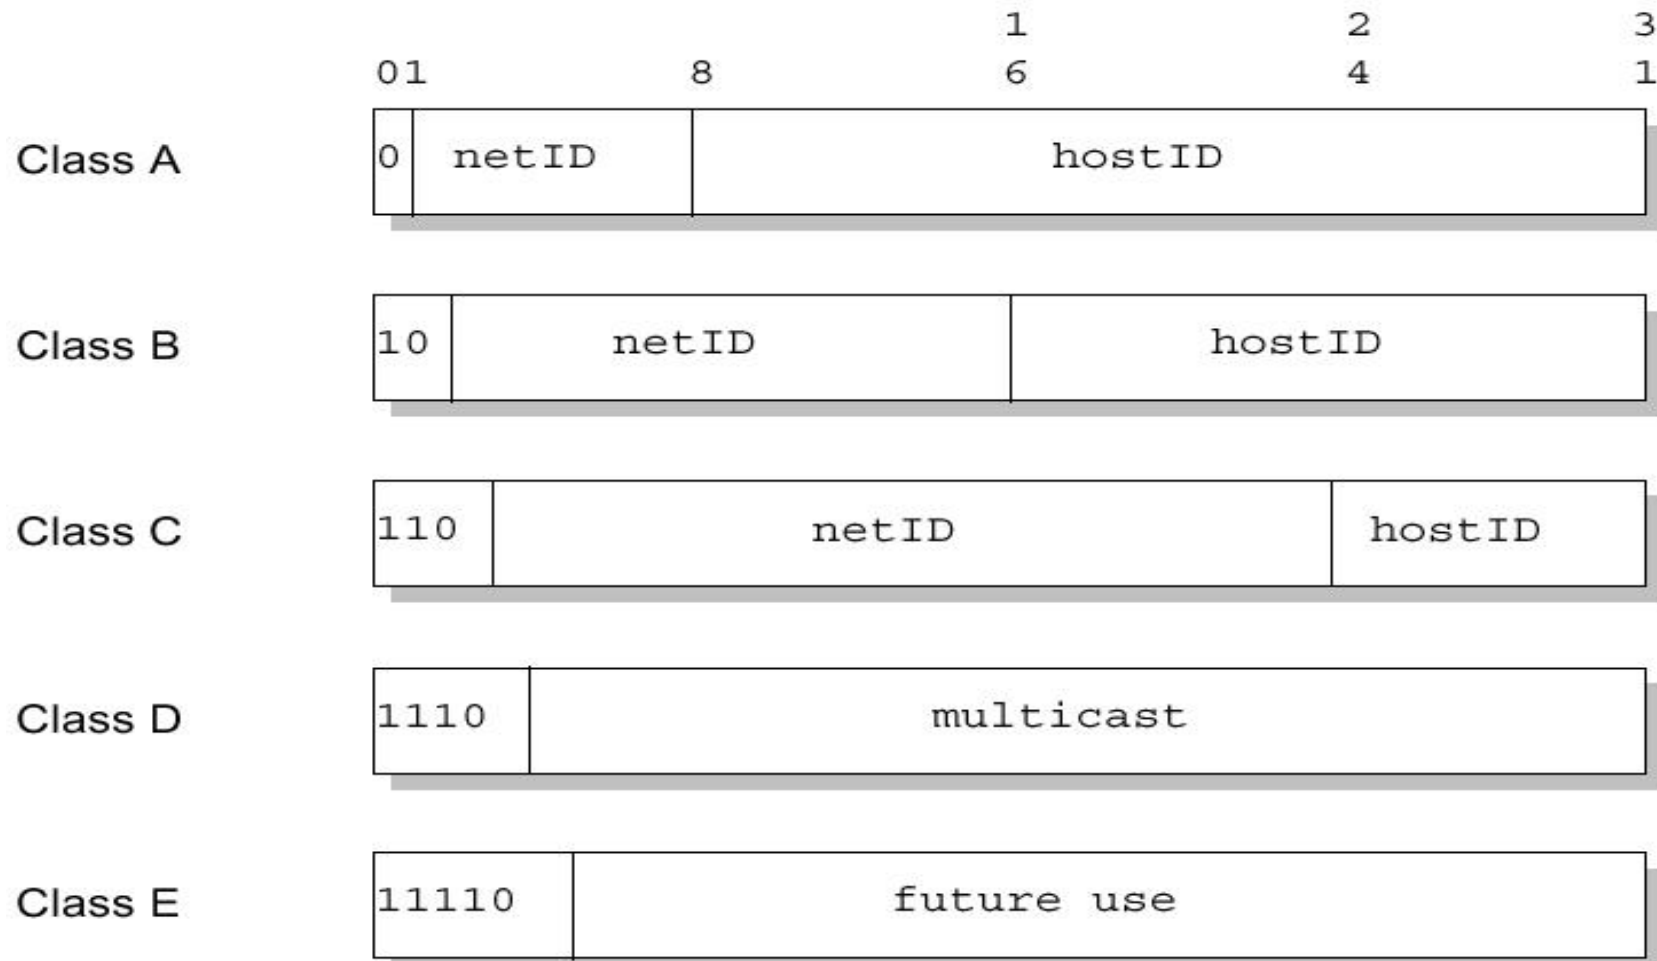 1 2 3
01 8 6 4 1
Class A 0 netID hostID
Class B 10 netID hostID
Class C 110 netID hostID
Class D 1110 multicast
Class E 11110 future use